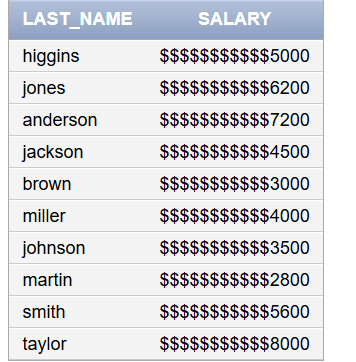 LAST_NAME SALARY
higgins $$$$$$$$$$$5000
jones $$$$$$$$$$$6200
anderson $$$$$$$$$$$7200
jackson $$$$$$$$$$$4500
brown $$$$$$$$$$$3000
miller $$$$$$$$$$$4000
johnson $$$$$$$$$$$3500
martin $$$$$$$$$$$2800
smith $$$$$$$$$$$5600
taylor $$$$$$$$$$$8000